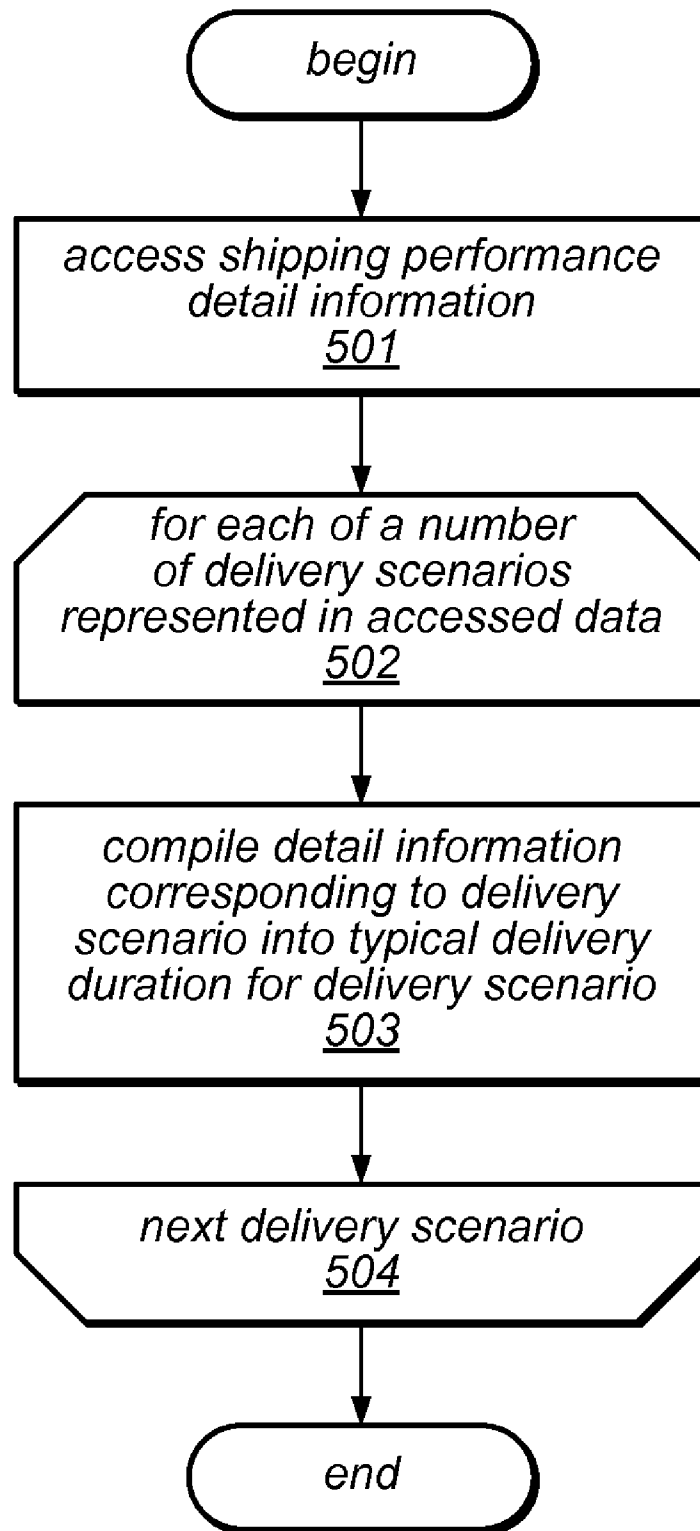 begin
access shipping performance
detail information
501
for each of a number
of delivery scenarios
represented in accessed data
502
compile detail information
corresponding to delivery
scenario into typical delivery
duration for delivery scenario
503
next delivery scenario
504
end